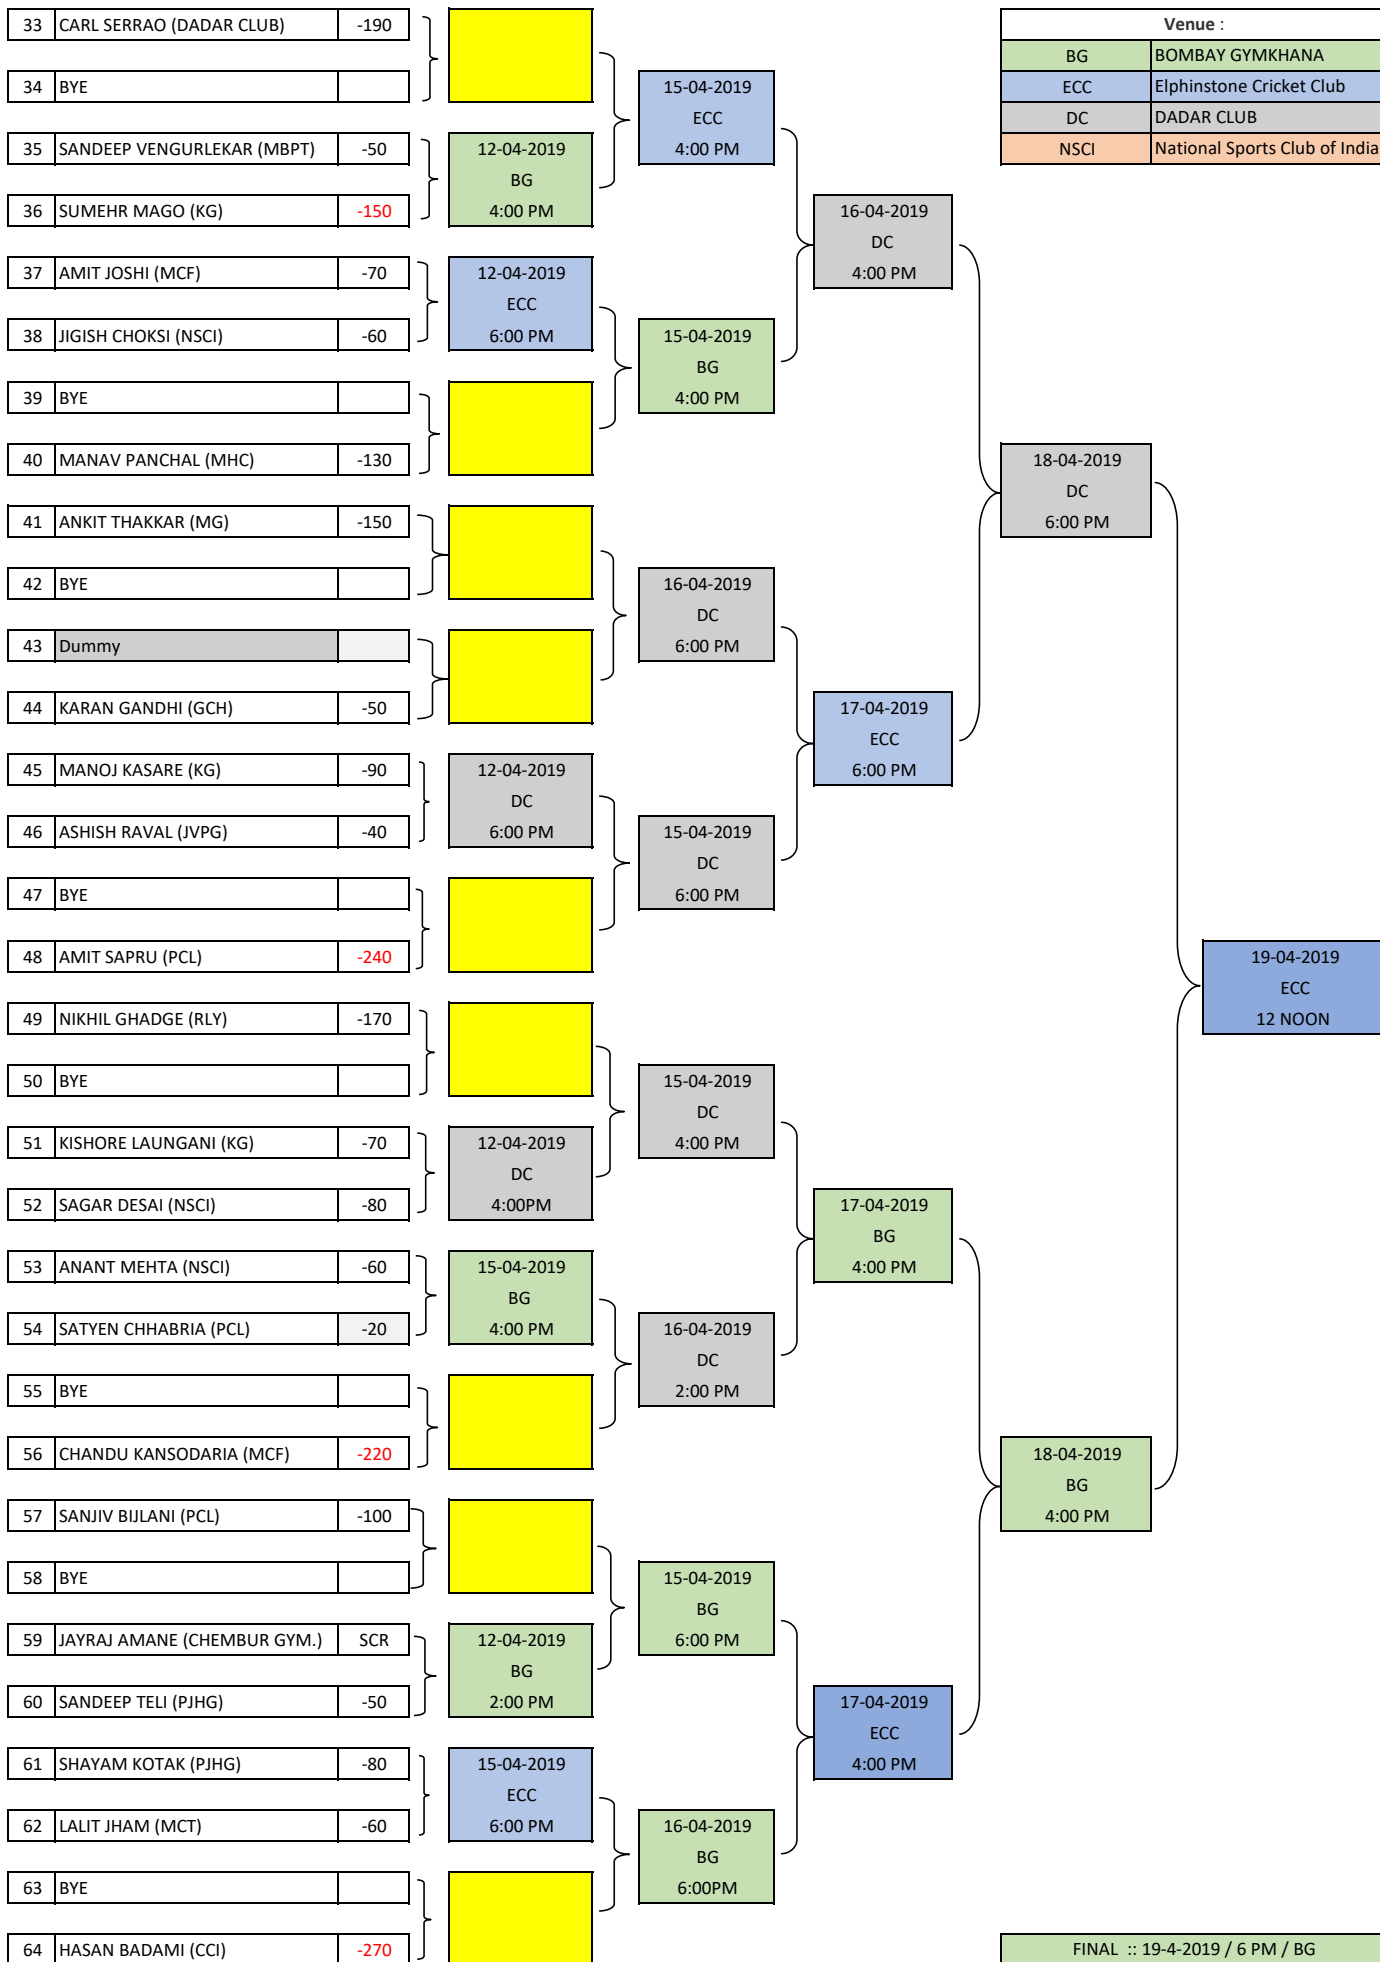 33 CARL SERRAO (DADAR CLUB) -190
Venue :
BG BOMBAY GYMKHANA
34 BYE
15-04-2019
ECC Elphinstone Cricket Club
ECC
DC DADAR CLUB
35 SANDEEP VENGURLEKAR (MBPT) -50
12-04-2019
4:00 PM
NSCI National Sports Club of India
BG
36 SUMEHR MAGO (KG) -150
4:00 PM
16-04-2019
DC
37 AMIT JOSHI (MCF) -70
12-04-2019
4:00 PM
ECC
38 JIGISH CHOKSI (NSCI) -60
6:00 PM
15-04-2019
BG
39 BYE
4:00 PM
40 MANAV PANCHAL (MHC) -130
18-04-2019
DC
41 ANKIT THAKKAR (MG) -150
6:00 PM
42 BYE
16-04-2019
DC
43 Dummy
6:00 PM
44 KARAN GANDHI (GCH) -50
17-04-2019
ECC
45 MANOJ KASARE (KG) -90
12-04-2019
6:00 PM
DC
46 ASHISH RAVAL (JVPG) -40
6:00 PM
15-04-2019
DC
47 BYE
6:00 PM
48 AMIT SAPRU (PCL) -240
19-04-2019
ECC
49 NIKHIL GHADGE (RLY) -170
12 NOON
50 BYE
15-04-2019
DC
51 KISHORE LAUNGANI (KG) -70
12-04-2019
4:00 PM
DC
52 SAGAR DESAI (NSCI) -80
4:00PM
17-04-2019
BG
53 ANANT MEHTA (NSCI) -60
15-04-2019
4:00 PM
BG
54 SATYEN CHHABRIA (PCL) -20
4:00 PM
16-04-2019
DC
55 BYE
2:00 PM
56 CHANDU KANSODARIA (MCF) -220
18-04-2019
BG
57 SANJIV BIJLANI (PCL) -100
4:00 PM
58 BYE
15-04-2019
BG
59 JAYRAJ AMANE (CHEMBUR GYM.) SCR
12-04-2019
6:00 PM
BG
60 SANDEEP TELI (PJHG) -50
2:00 PM
17-04-2019
ECC
61 SHAYAM KOTAK (PJHG) -80
15-04-2019
4:00 PM
ECC
62 LALIT JHAM (MCT) -60
6:00 PM
16-04-2019
BG
63 BYE
6:00PM
64 HASAN BADAMI (CCI) -270
FINAL :: 19-4-2019 / 6 PM / BG